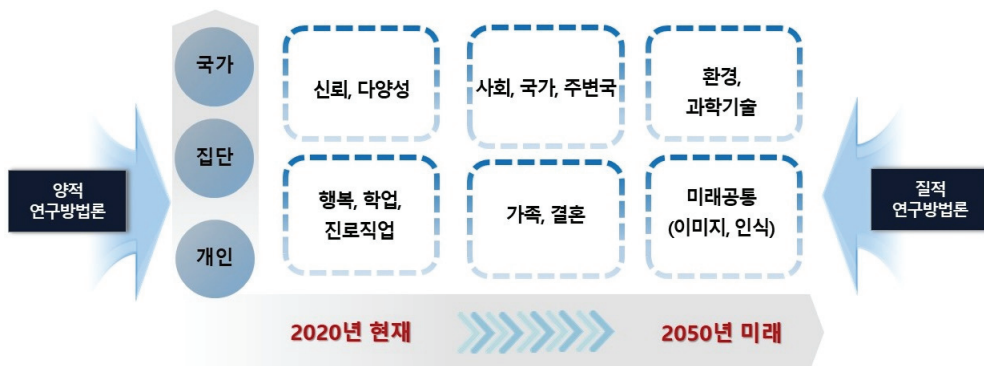 국가
집단
개인
양적
연구방법론
신뢰, 다양성
사회, 국가, 주변국
환경,
과학기술
행복, 학업,
진로직업
가족, 결혼
미래공통
(이미지, 인식)
질적
연구방법론
2020년 현재
2050년 미래